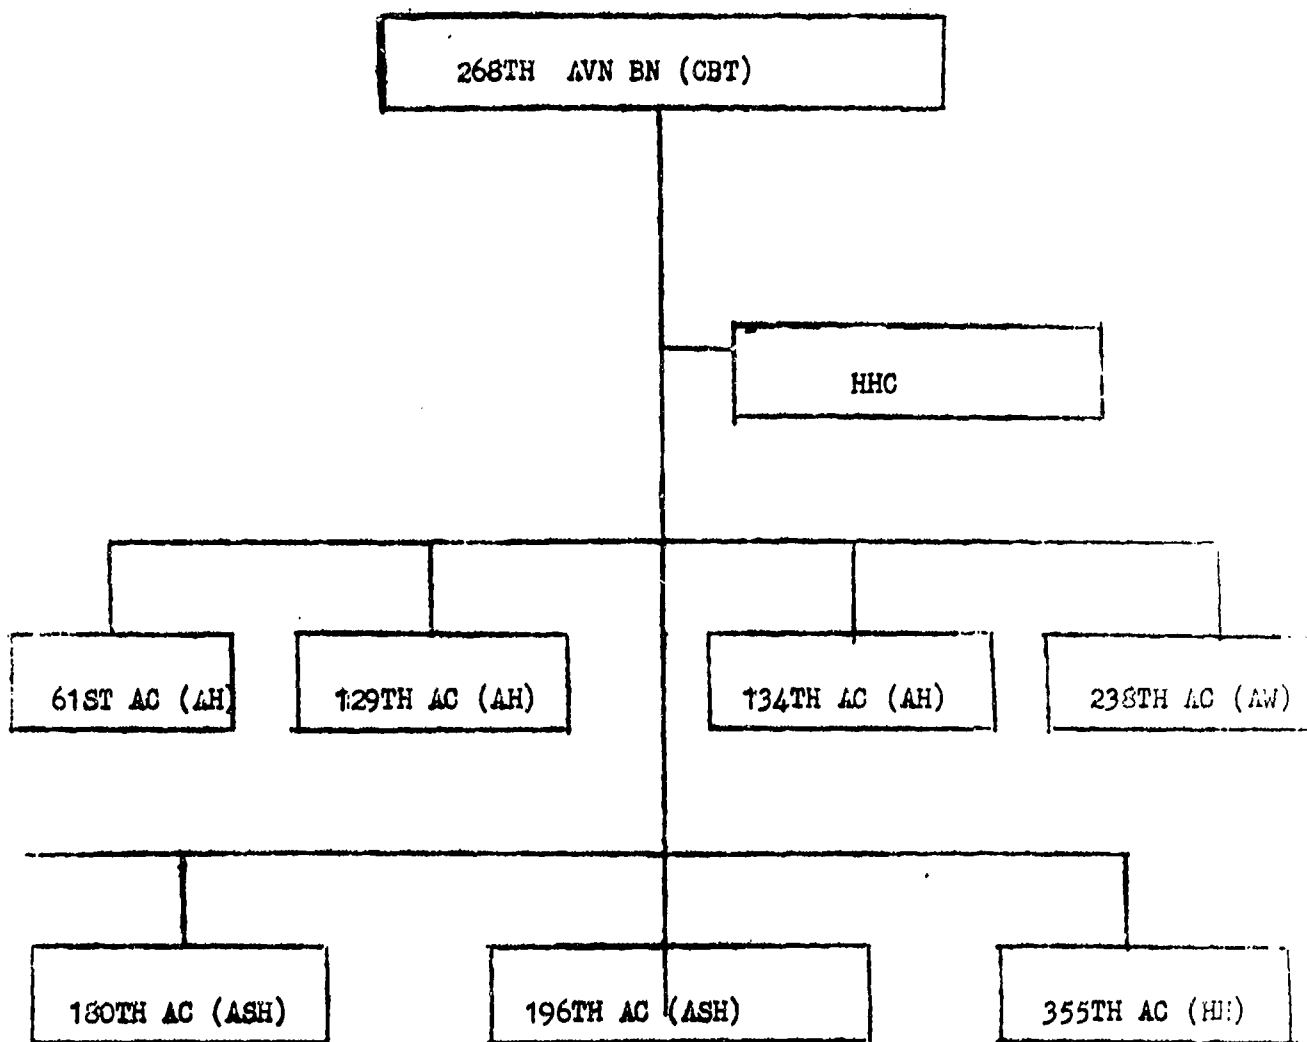 268TH AVN BN (CBT)
HHC
61ST AC (AH)
129TH AC (AH)
134TH AC (AH)
238TH AC (AW)
180TH AC (ASH)
196TH AC (ASH)
355TH AC (HH)